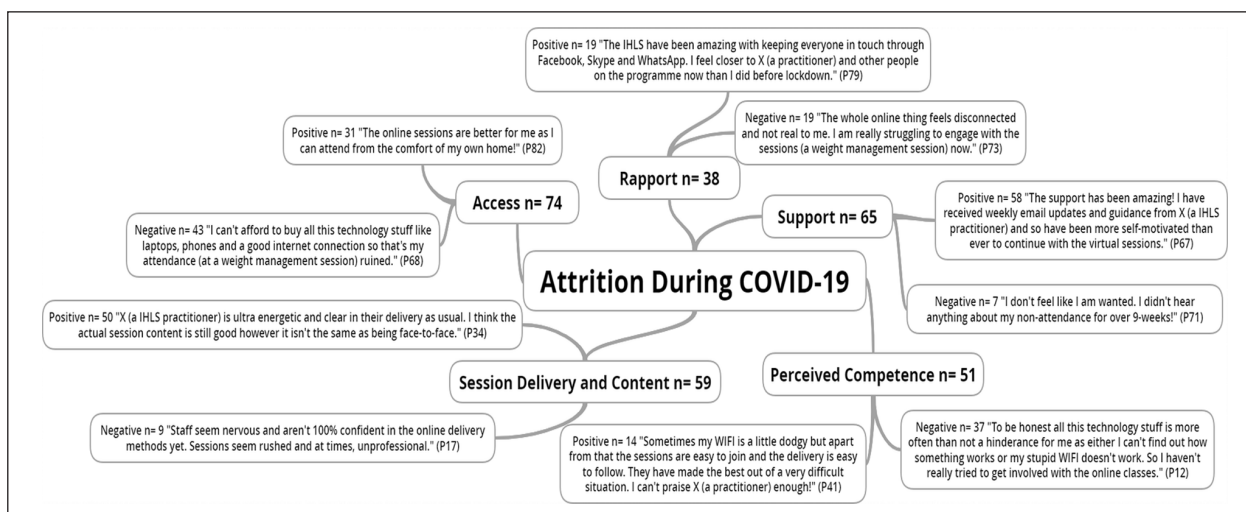 Positive n= 19 "The IHLS have been amazing with keeping everyone in touch through
Facebook, Skype and WhatsApp. I feel closer to X (a practitioner) and other people
on the programme now than I did before lockdown." (P79)
Negative n= 19 "The whole online thing feels disconnected
and not real to me. I am really struggling to engage with the
sessions (a weight management session) now." (P73)
Rapport n= 38
Positive n= 31 "The online sessions are better for me as I
can attend from the comfort of my own home!" (P82)
Access n= 74
Negative n= 43 "I can't afford to buy all this technology stuff like
laptops, phones and a good internet connection so that's my
attendance (at a weight management session) ruined." (P68)
Support n= 65
Positive n= 58 "The support has been amazing! I have
received weekly email updates and guidance from X (a IHLS
practitioner) and so have been more self-motivated than
ever to continue with the virtual sessions." (P67)
Negative n= 7 "I don't feel like I am wanted. I didn't hear
anything about my non-attendance for over 9-weeks!" (P71)
Attrition During COVID-19
Positive n= 50 "X (a IHLS practitioner) is ultra energetic and clear in their delivery as usual. I think the
actual session content is still good however it isn't the same as being face-to-face." (P34)
Session Delivery and Content n= 59
Negative n= 9 "Staff seem nervous and aren't 100% confident in the online delivery
methods yet. Sessions seem rushed and at times, unprofessional." (P17)
Perceived Competence n= 51
Positive n= 14 "Sometimes my WIFI is a little dodgy but apart
from that the sessions are easy to join and the delivery is easy
to follow. They have made the best out of a very difficult
situation. I can't praise X (a practitioner) enough!" (P41)
Negative n= 37 "To be honest all this technology stuff is more
often than not a hinderance for me as either I can't find out how
something works or my stupid WIFI doesn't work. So I haven't
really tried to get involved with the online classes." (P12)